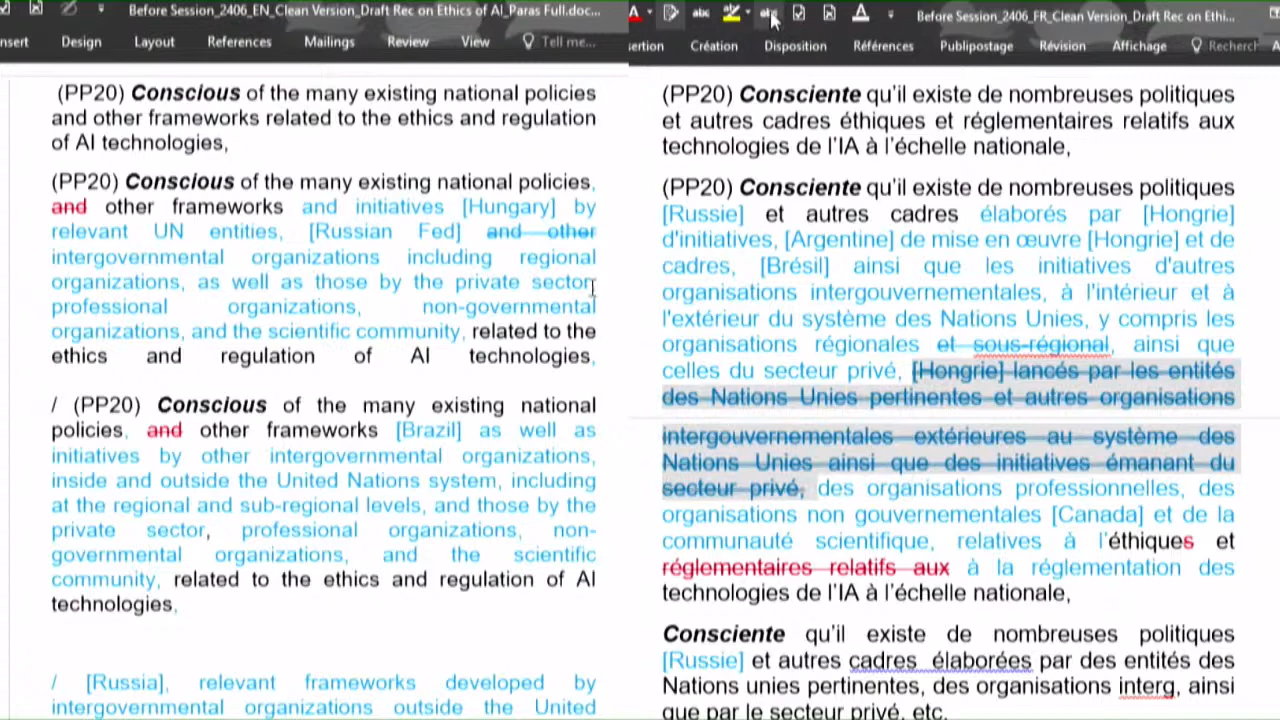 Before Session_2406_EN_Clean Version_Draft Rec on Ethics of AI_Paras Full.doc...
nsert Layout References Mailings Review View Tell me...
(PP20) Conscious of the many existing national policies
and other frameworks related to the ethics and regulation
of AI technologies,
(PP20) Conscious of the many existing national policies,
and other frameworks and initiatives [Hungary] by
relevant UN entities, [Russian Fed] and other
intergovernmental organizations including regional
organizations, as well as those by the private sector,
professional organizations, non-governmental
organizations, and the scientific community, related to the
ethics and regulation of AI technologies,
/ (PP20) Conscious of the many existing national
policies, and other frameworks [Brazil] as well as
initiatives by other intergovernmental organizations,
inside and outside the United Nations system, including
at the regional and sub-regional levels, and those by the
private sector, professional organizations, non-
governmental organizations, and the scientific
community, related to the ethics and regulation of AI
technologies,
/ [Russia], relevant frameworks developed by
intergovernmental organizations outside the United
Before Session_2406_FR_Clean Version_Draft Rec on Ethi...
sertion Création Disposition Références Publipostage Révision Affichage Recherch
(PP20) Consciente qu'il existe de nombreuses politiques
et autres cadres éthiques et réglementaires relatifs aux
technologies de l'IA à l'échelle nationale,
(PP20) Consciente qu'il existe de nombreuses politiques
[Russie] et autres cadres élaborés par [Hongrie]
d'initiatives, [Argentine] de mise en œuvre [Hongrie] et de
cadres, [Brésil] ainsi que les initiatives d'autres
organisations intergouvernementales, à l'intérieur et à
l'extérieur du système des Nations Unies, y compris les
organisations régionales et sous-régional, ainsi que
celles du secteur privé, [Hongrie] lancés par les entités
des Nations Unies pertinentes et autres organisations
intergouvernementales extérieures au système des
Nations Unies ainsi que des initiatives émanant du
secteur privé, des organisations professionnelles, des
organisations non gouvernementales [Canada] et de la
communauté scientifique, relatives à l'éthiques et
réglementaires relatifs aux à la réglementation des
technologies de l'IA à l'échelle nationale,
Consciente qu'il existe de nombreuses politiques
[Russie] et autres cadres élaborées par des entités des
Nations unies pertinentes, des organisations interg, ainsi
que par le secteur privé, etc.